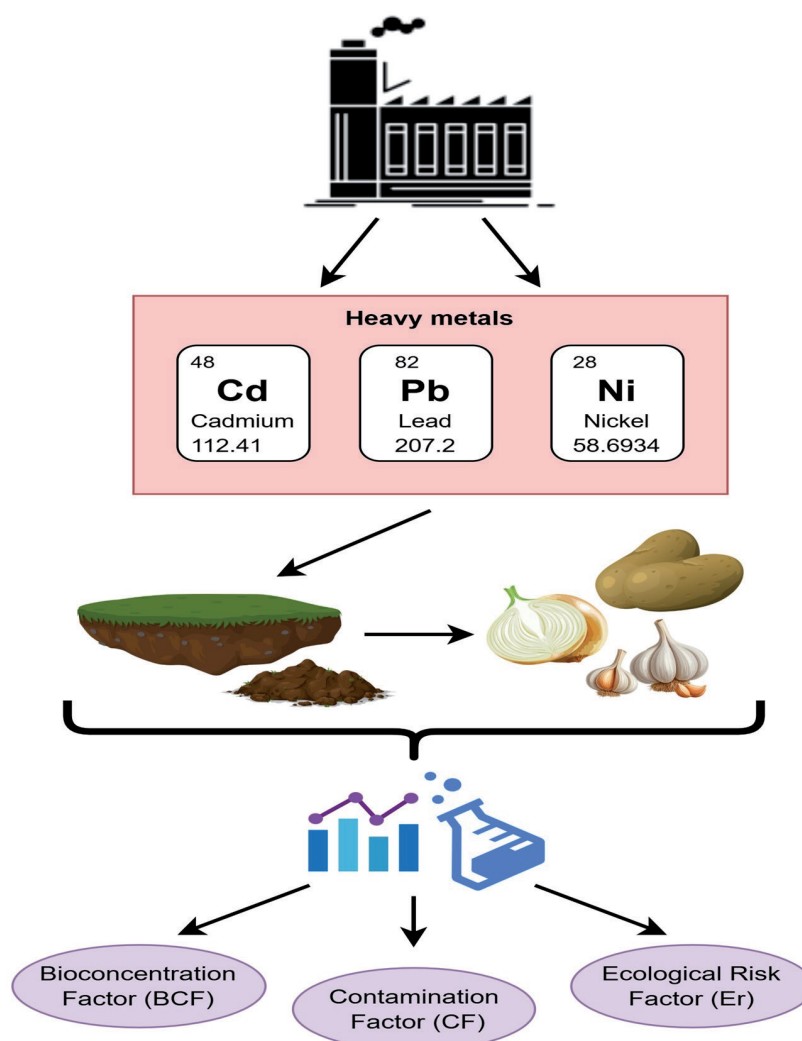 Heavy metals
48
Cd
Cadmium
112.41
82
Pb
Lead
207.2
28
Ni
Nickel
58.6934
Bioconcentration
Factor (BCF)
Contamination
Factor (CF)
Ecological Risk
Factor (Er)